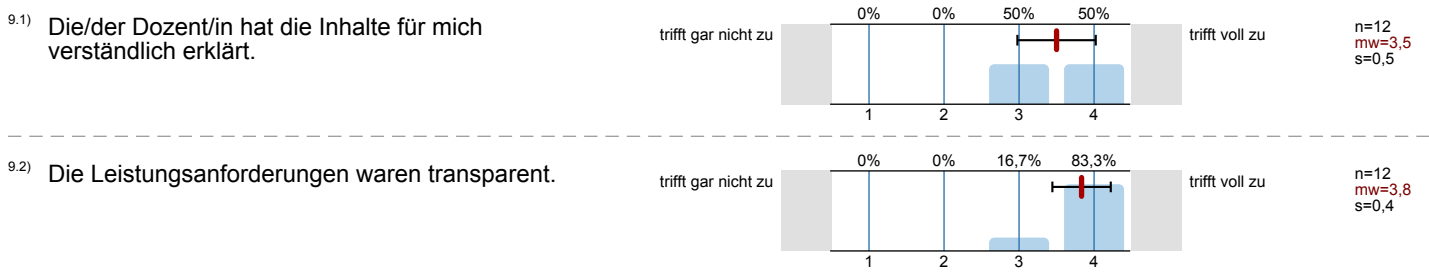 9.1) Die/der Dozent/in hat die Inhalte für mich
verständlich erklärt.
trifft gar nicht zu
0% 0% 50% 50%
1 2 3 4
trifft voll zu
n=12
mw=3,5
s=0,5
9.2) Die Leistungsanforderungen waren transparent.
trifft gar nicht zu
0% 0% 16,7% 83,3%
1 2 3 4
trifft voll zu
n=12
mw=3,8
s=0,4